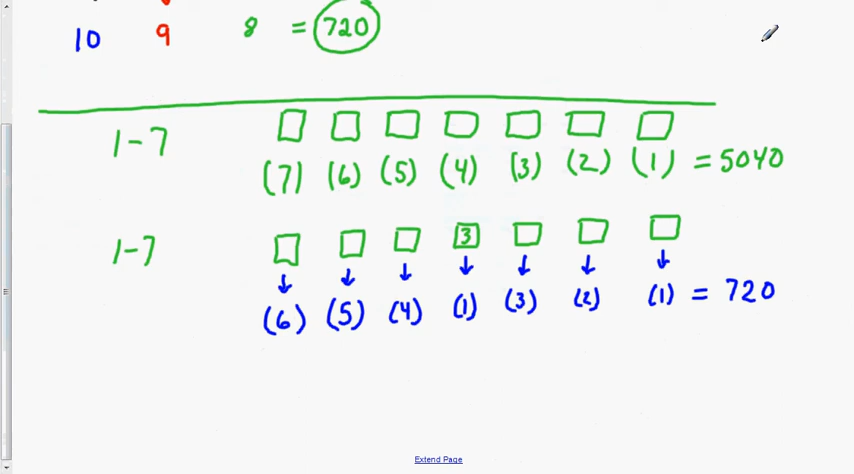 10 9 8 = 720
1-7
(7) (6) (5) (4) (3) (2) (1) = 5040
1-7 3
(6) (5) (4) (1) (3) (2) (1) = 720
Extend Page